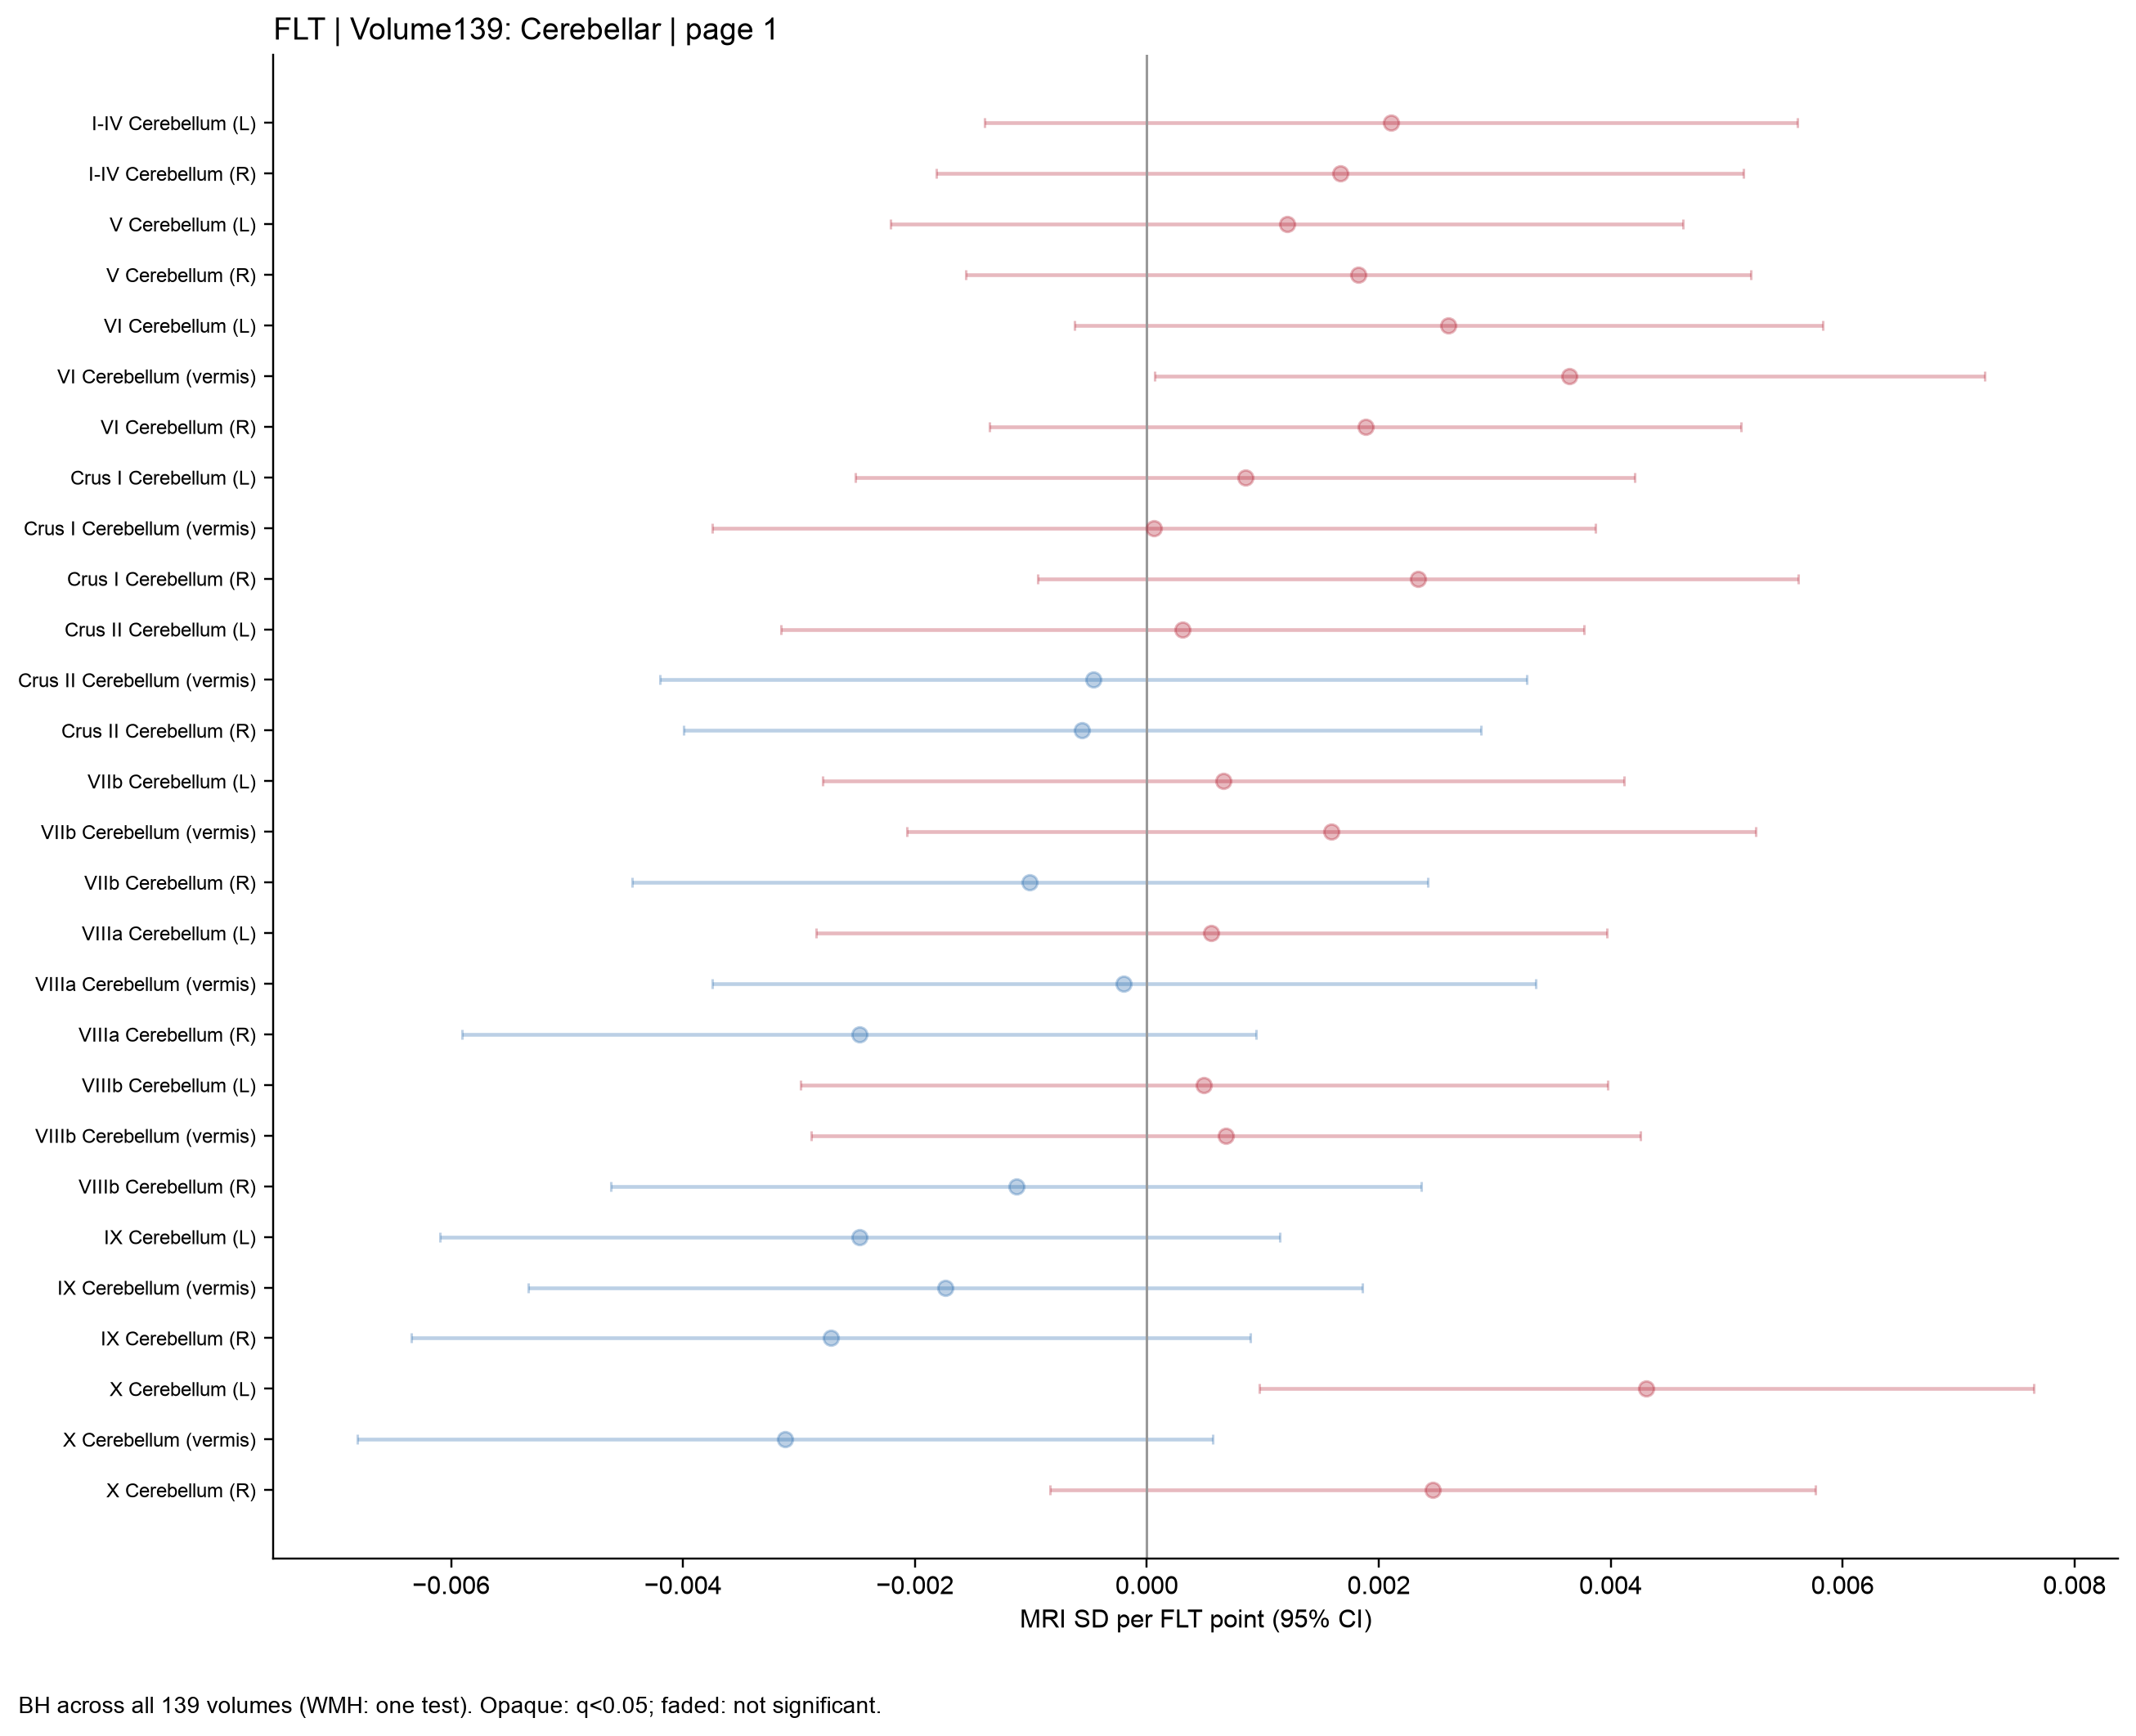 FLT | Volume139: Cerebellar | page 1
I-IV Cerebellum (L)
I-IV Cerebellum (R)
V Cerebellum (L)
V Cerebellum (R)
VI Cerebellum (L)
VI Cerebellum (vermis)
VI Cerebellum (R)
Crus I Cerebellum (L)
Crus I Cerebellum (vermis)
Crus I Cerebellum (R)
Crus II Cerebellum (L)
Crus II Cerebellum (vermis)
Crus II Cerebellum (R)
VIIb Cerebellum (L)
VIIb Cerebellum (vermis)
VIIb Cerebellum (R)
VIIIa Cerebellum (L)
VIIIa Cerebellum (vermis)
VIIIa Cerebellum (R)
VIIIb Cerebellum (L)
VIIIb Cerebellum (vermis)
VIIIb Cerebellum (R)
IX Cerebellum (L)
IX Cerebellum (vermis)
IX Cerebellum (R)
X Cerebellum (L)
X Cerebellum (vermis)
X Cerebellum (R)
−0.006 −0.004 −0.002 0.000 0.002 0.004 0.006 0.008
MRI SD per FLT point (95% CI)
BH across all 139 volumes (WMH: one test). Opaque: q<0.05; faded: not significant.